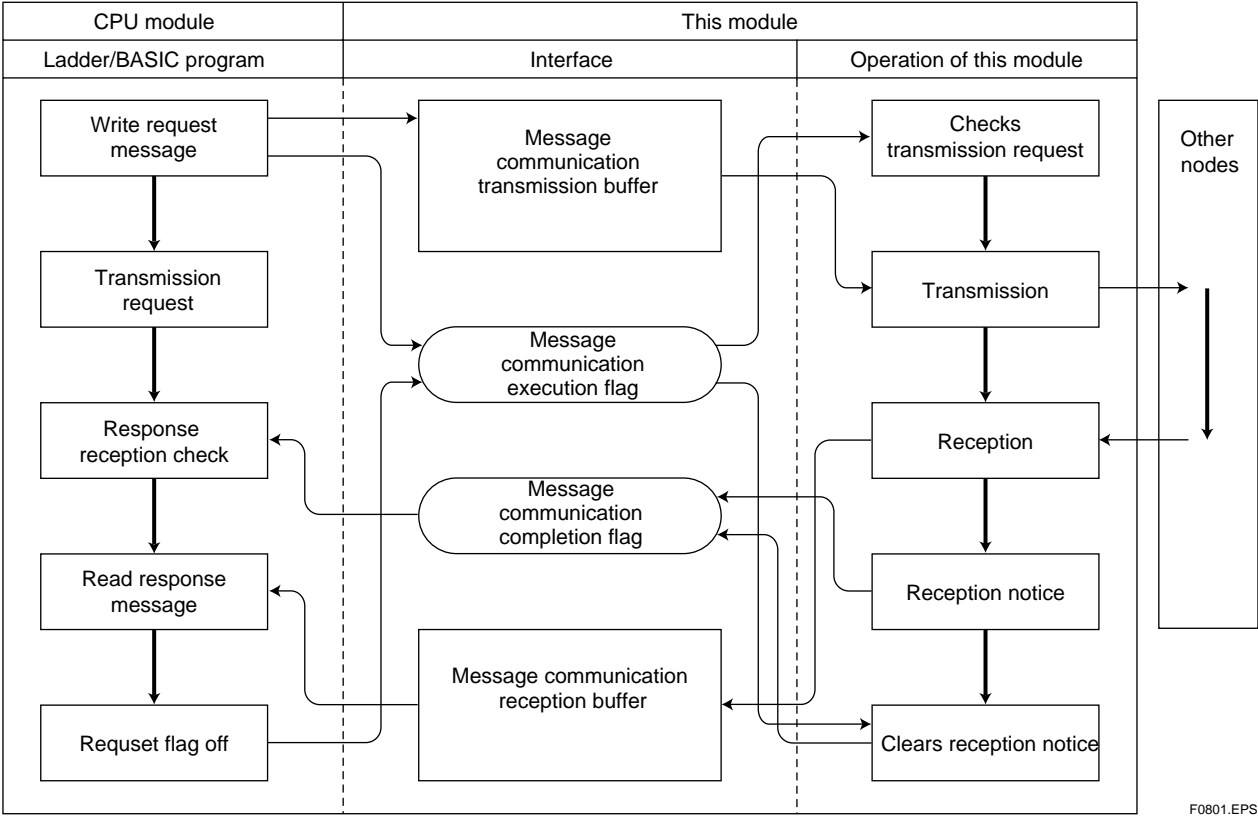 CPU module
This module
Ladder/BASIC program
Interface
Operation of this module
Write request
message
Message
communication
transmission buffer
Checks
transmission request
Other
nodes
Transmission
request
Transmission
Message
communication
execution flag
Response
reception check
Reception
Message
communication
completion flag
Read response
message
Reception notice
Message communication
reception buffer
Requset flag off
Clears reception notice
F0801.EPS